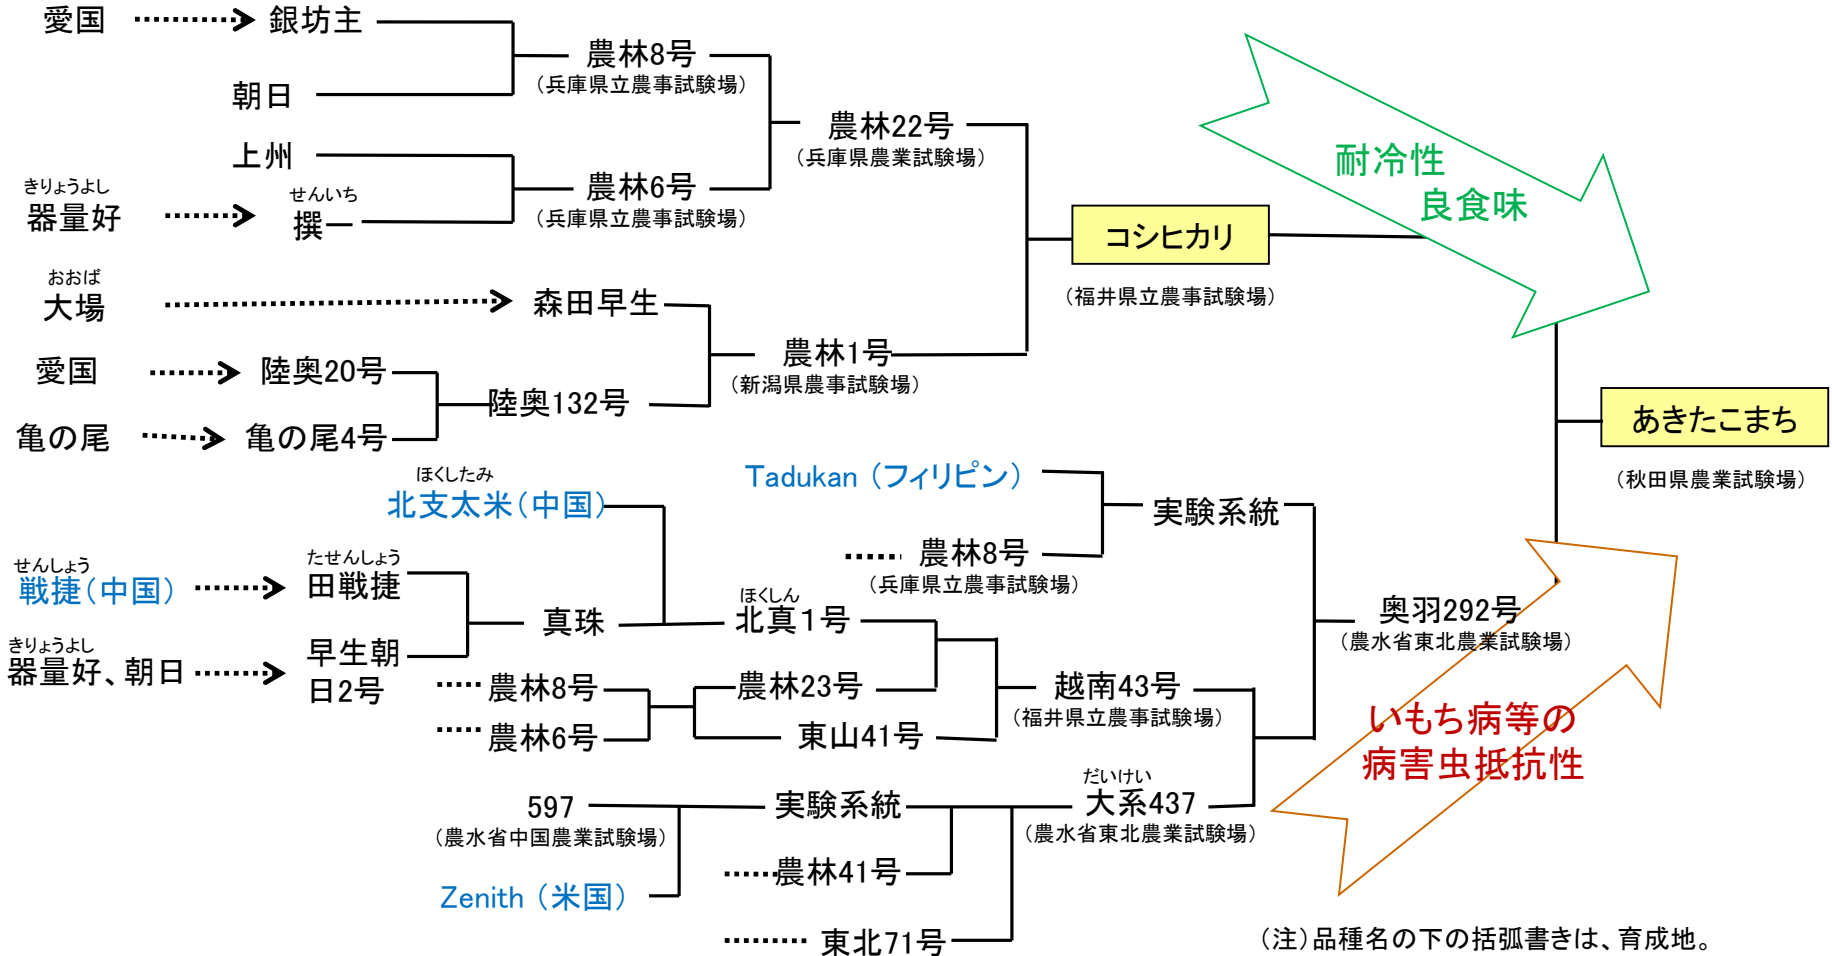 愛国
銀坊主
農林8号
（兵庫県立農事試験場）
朝日
上州
農林22号
（兵庫県農業試験場）
きりょうよし
器量好
せんいち
撰一
農林6号
（兵庫県立農事試験場）
耐冷性
良食味
コシヒカリ
（福井県立農事試験場）
おおば
大場
森田早生
愛国
陸奥20号
農林1号
（新潟県農事試験場）
陸奥132号
亀の尾
亀の尾4号
あきたこまち
（秋田県農業試験場）
ほくしたみ
北支太米（中国）
Tadukan（フィリピン）
実験系統
農林8号
（兵庫県立農事試験場）
せんしょう
戦捷（中国）
たせんしょう
田戦捷
真珠
ほくしん
北真１号
奥羽292号
（農水省東北農業試験場）
きりょうよし
器量好、朝日
早生朝
日2号
農林8号
農林23号
越南43号
（福井県立農事試験場）
農林6号
東山41号
いもち病等の
病害虫抵抗性
597
（農水省中国農業試験場）
実験系統
だいけい
大系437
（農水省東北農業試験場）
農林41号
Zenith（米国）
東北71号
（注）品種名の下の括弧書きは、育成地。